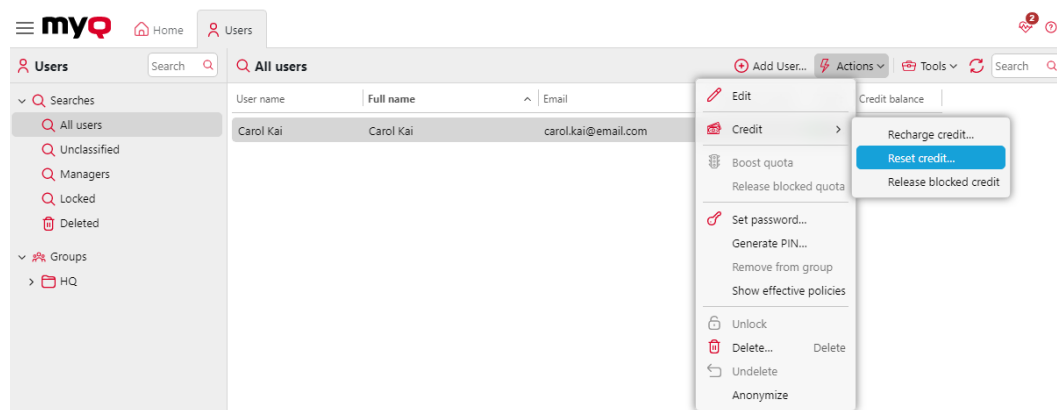 myQ Home Users 2
Users Search All users Add User... Actions Tools Search
Searches
All users
Unclassified
Managers
Locked
Deleted
Groups
HQ
User name Full name Email Credit balance
Carol Kai Carol Kai carol.kai@email.com
Edit
Credit
Boost quota
Release blocked quota
Set password...
Generate PIN...
Remove from group
Show effective policies
Unlock
Delete... Delete
Undelete
Anonymize
Recharge credit...
Reset credit...
Release blocked credit